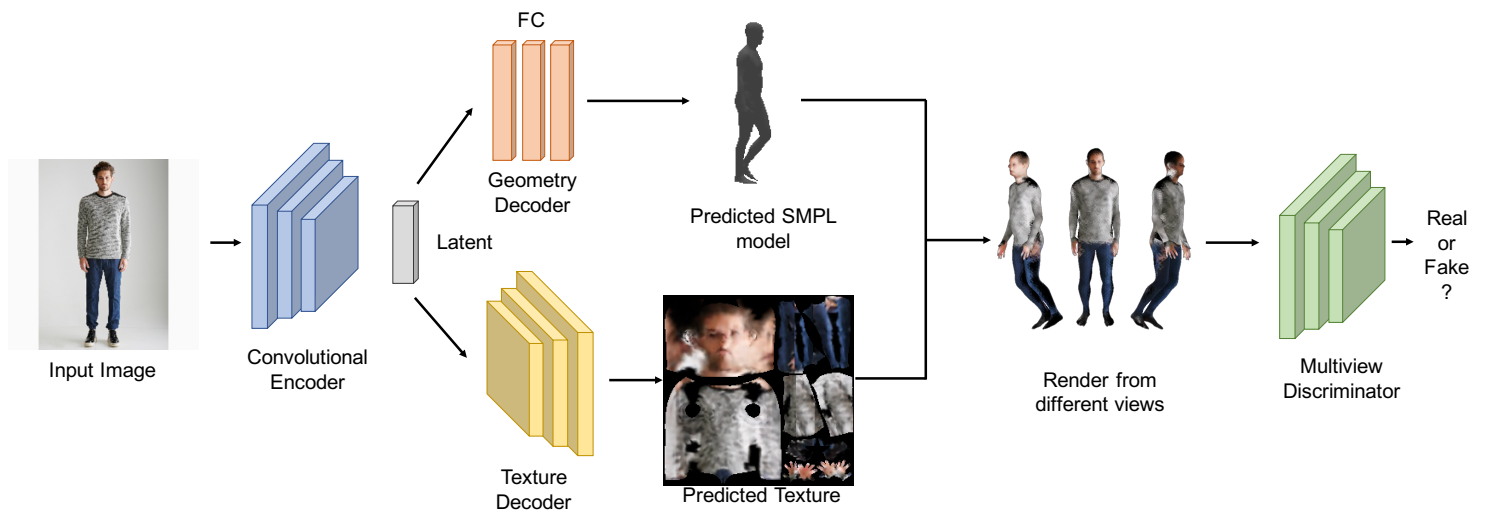 FC
Geometry
Decoder
Input Image
Convolutional
Encoder
Latent
Predicted SMPL
model
Texture
Decoder
Predicted Texture
Render from
different views
Multiview
Discriminator
Real
or
Fake
?